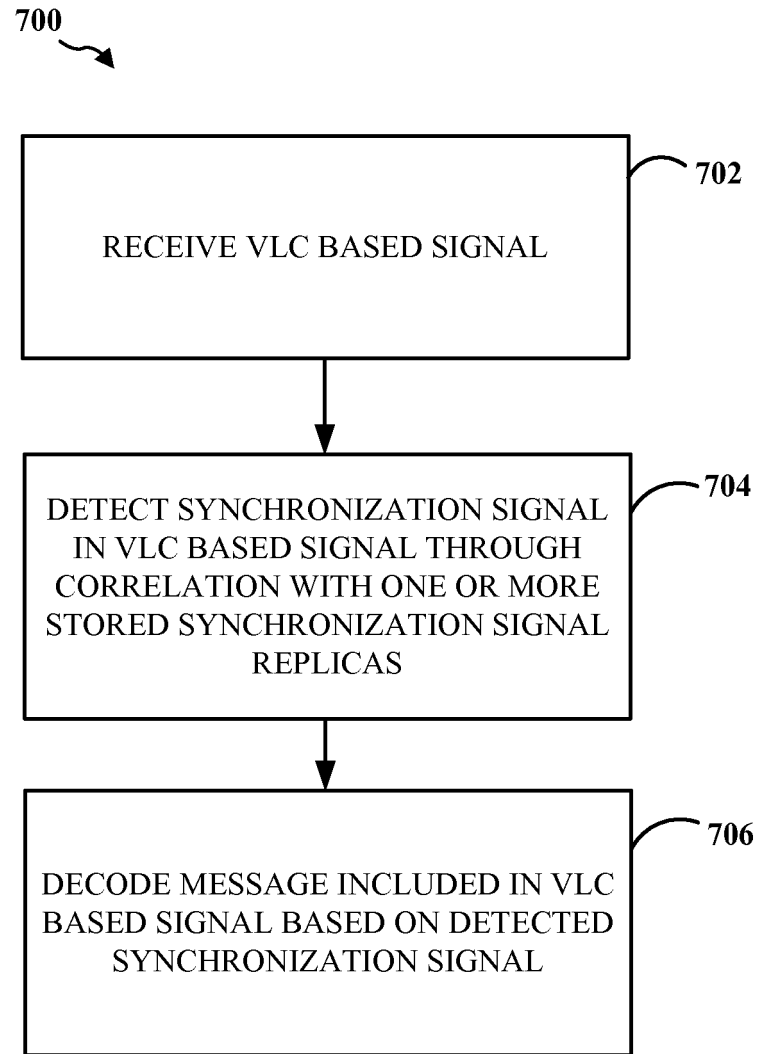 700
702
RECEIVE VLC BASED SIGNAL
704
DETECT SYNCHRONIZATION SIGNAL
IN VLC BASED SIGNAL THROUGH
CORRELATION WITH ONE OR MORE
STORED SYNCHRONIZATION SIGNAL
REPLICAS
706
DECODE MESSAGE INCLUDED IN VLC
BASED SIGNAL BASED ON DETECTED
SYNCHRONIZATION SIGNAL